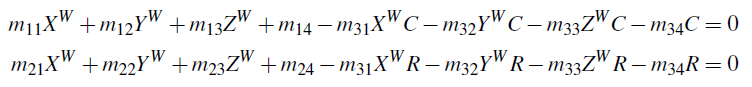 m₁₁X^W + m₁₂Y^W + m₁₃Z^W + m₁₄ − m₃₁X^W C − m₃₂Y^W C − m₃₃Z^W C − m₃₄C = 0
m₂₁X^W + m₂₂Y^W + m₂₃Z^W + m₂₄ − m₃₁X^W R − m₃₂Y^W R − m₃₃Z^W R − m₃₄R = 0